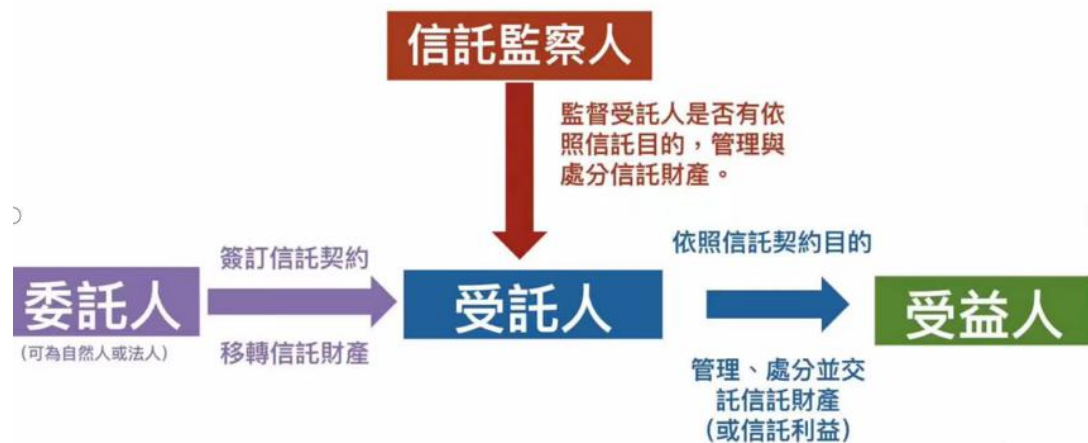 信託監察人
監督受託人是否有依
照信託目的，管理與
處分信託財產。
簽訂信託契約
依照信託契約目的
委託人
(可為自然人或法人)
移轉信託財產
受託人
受益人
管理、處分並交
託信託財產
(或信託利益)